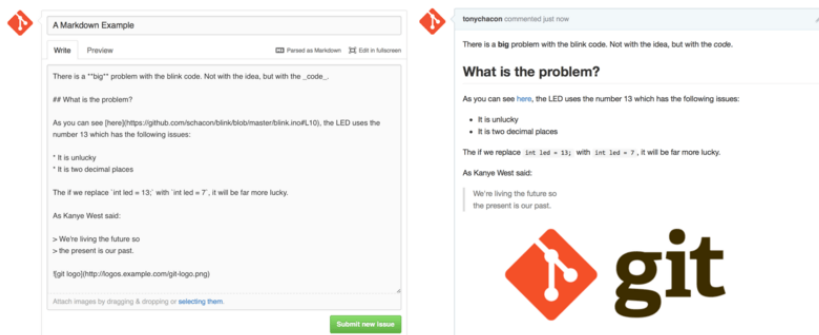 A Markdown Example
Write Preview Parsed as Markdown Edit in fullscreen
There is a **big** problem with the blink code. Not with the idea, but with the _code_.
## What is the problem?
As you can see [here](https://github.com/schacon/blink/blob/master/blink.ino#L10), the LED uses the
number 13 which has the following issues:
* It is unlucky
* It is two decimal places
The if we replace `int led = 13;` with `int led = 7`, it will be far more lucky.
As Kanye West said:
> We're living the future so
> the present is our past.
![git logo](http://logos.example.com/git-logo.png)
Attach images by dragging & dropping or selecting them.
Submit new issue
tonychacon commented just now
There is a big problem with the blink code. Not with the idea, but with the code.
What is the problem?
As you can see here, the LED uses the number 13 which has the following issues:
• It is unlucky
• It is two decimal places
The if we replace int led = 13; with int led = 7, it will be far more lucky.
As Kanye West said:
We're living the future so
the present is our past.
git